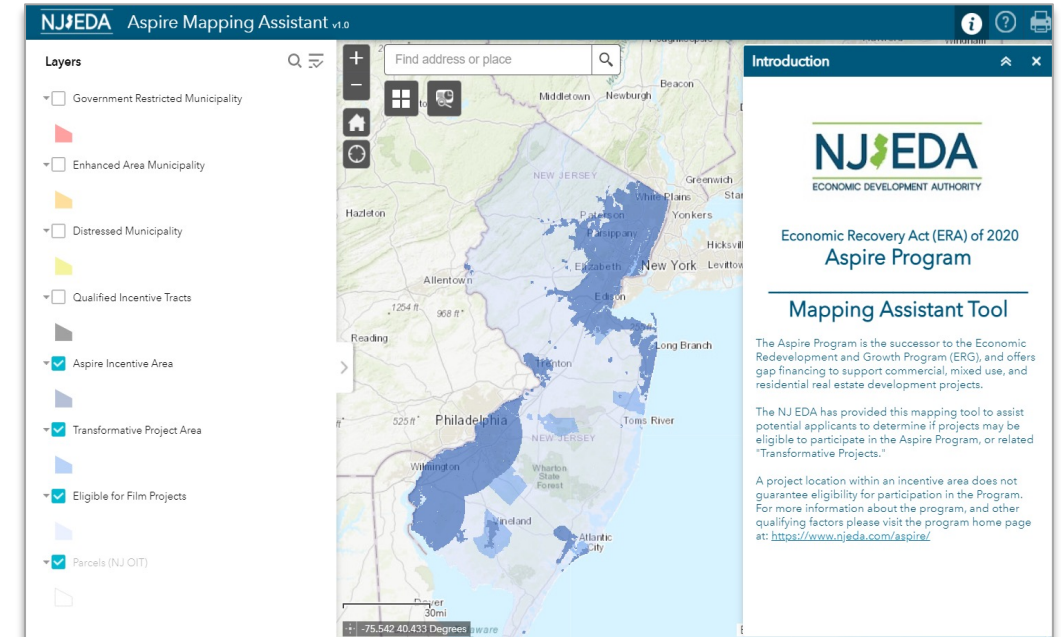 NJEDA Aspire Mapping Assistant v1.0
Layers
Government Restricted Municipality
Enhanced Area Municipality
Distressed Municipality
Qualified Incentive Tracts
Aspire Incentive Area
Transformative Project Area
Eligible for Film Projects
Parcels (NJ OIT)
+
Find address or place
−
Beacon
Middletown Newburgh
NEW JERSEY
Greenwich
White Plains
Hazleton
Paterson
Yonkers
Parsippany
Hicksvil
Elizabeth
New York
Levittow
Allentown
Edison
1254 ft
968 ft
Reading
Long Branch
Trenton
525 ft
Philadelphia
Toms River
NEW JERSEY
Wilmington
Wharton
State
Forest
Vineland
Atlantic
City
Dover
30mi
-75.542 40.433 Degrees
Introduction
NJEDA
ECONOMIC DEVELOPMENT AUTHORITY
Economic Recovery Act (ERA) of 2020
Aspire Program
Mapping Assistant Tool
The Aspire Program is the successor to the Economic
Redevelopment and Growth Program (ERG), and offers
gap financing to support commercial, mixed use, and
residential real estate development projects.
The NJ EDA has provided this mapping tool to assist
potential applicants to determine if projects may be
eligible to participate in the Aspire Program, or related
"Transformative Projects."
A project location within an incentive area does not
guarantee eligibility for participation in the Program.
For more information about the program, and other
qualifying factors please visit the program home page
at: https://www.njeda.com/aspire/